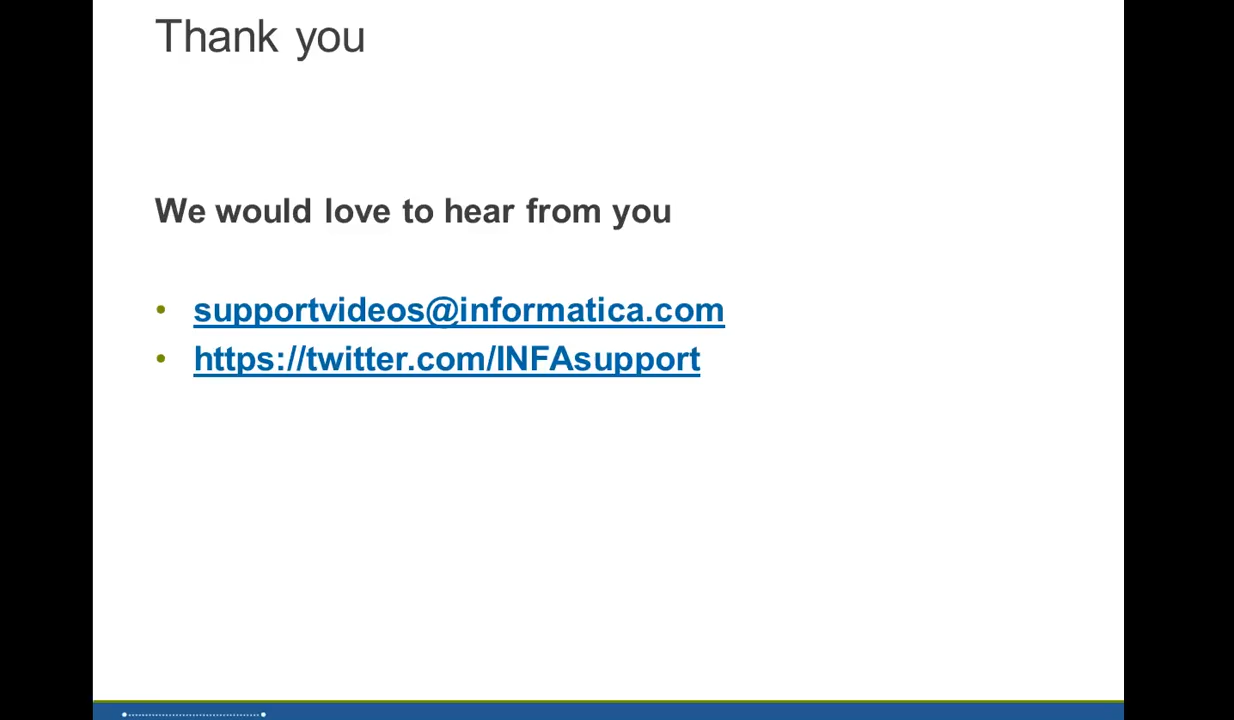 Thank you
We would love to hear from you
• supportvideos@informatica.com
• https://twitter.com/INFAsupport